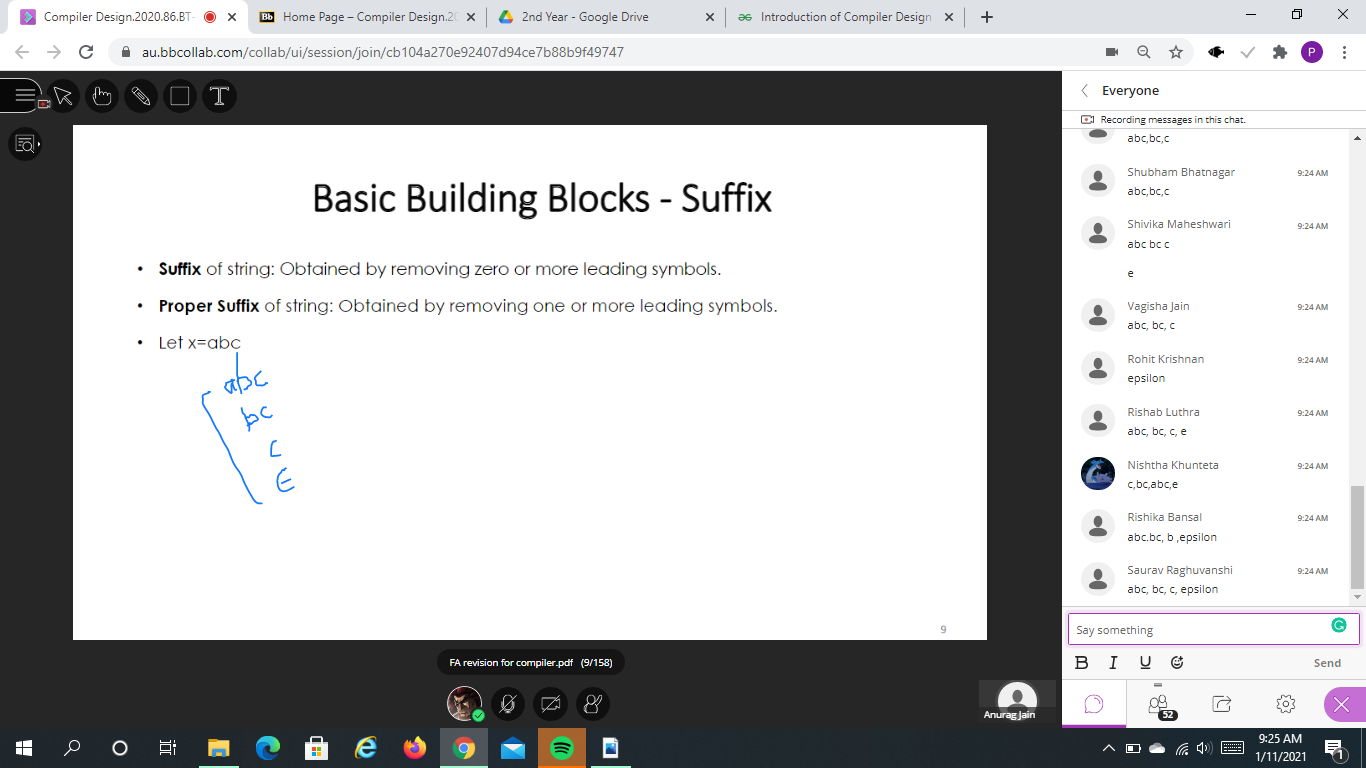 Compiler Design.2020.86.BT-
Home Page – Compiler Design.20
2nd Year - Google Drive
Introduction of Compiler Design
au.bbcollab.com/collab/ui/session/join/cb104a270e92407d94ce7b88b9f49747
P
Everyone
Recording messages in this chat.
Basic Building Blocks - Suffix
• Suffix of string: Obtained by removing zero or more leading symbols.
• Proper Suffix of string: Obtained by removing one or more leading symbols.
• Let x=abc
abc
bc
c
E
9
FA revision for compiler.pdf (9/158)
Anurag Jain
abc,bc,c
Shubham Bhatnagar 9:24 AM
abc,bc,c
Shivika Maheshwari 9:24 AM
abc bc c
e
Vagisha Jain 9:24 AM
abc, bc, c
Rohit Krishnan 9:24 AM
epsilon
Rishab Luthra 9:24 AM
abc, bc, c, e
Nishtha Khunteta 9:24 AM
c,bc,abc,e
Rishika Bansal 9:24 AM
abc.bc, b ,epsilon
Saurav Raghuvanshi 9:24 AM
abc, bc, c, epsilon
Say something
B I U Send
52
9:25 AM
1/11/2021
1